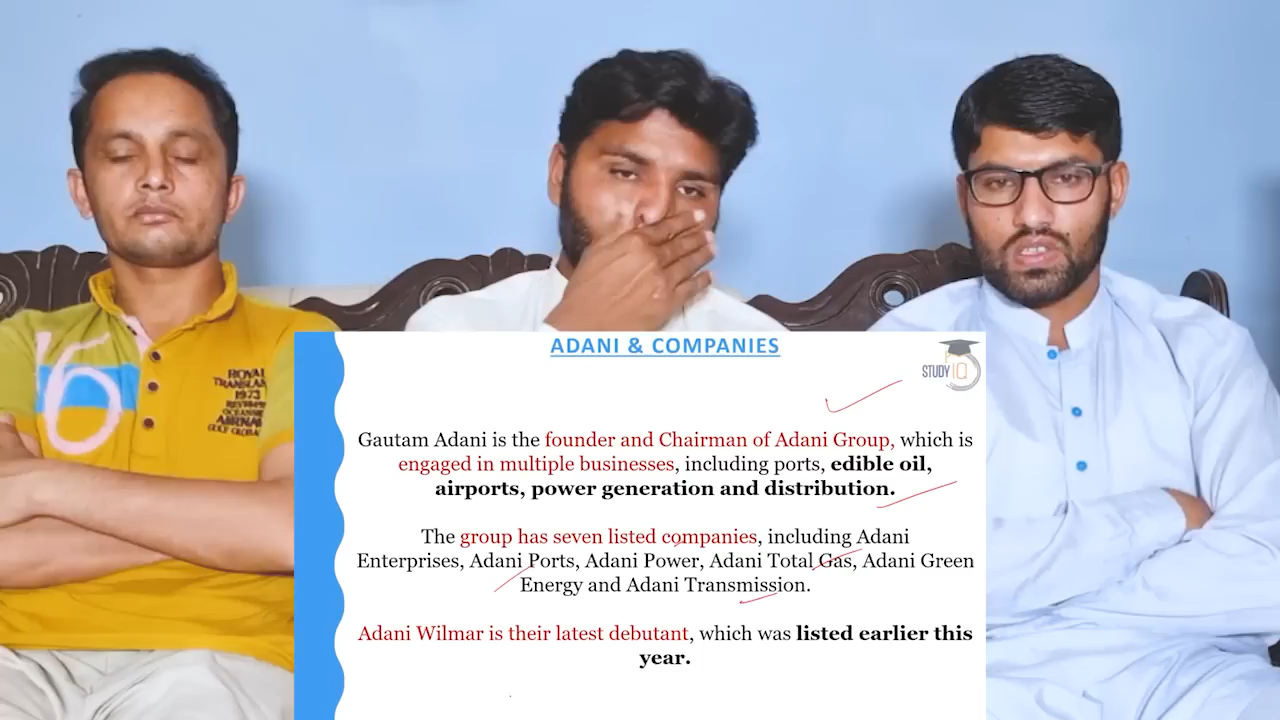 ADANI & COMPANIES
STUDY IQ
Gautam Adani is the founder and Chairman of Adani Group, which is
engaged in multiple businesses, including ports, edible oil,
airports, power generation and distribution.
The group has seven listed companies, including Adani
Enterprises, Adani Ports, Adani Power, Adani Total Gas, Adani Green
Energy and Adani Transmission.
Adani Wilmar is their latest debutant, which was listed earlier this
year.
6
ROYAL
1973